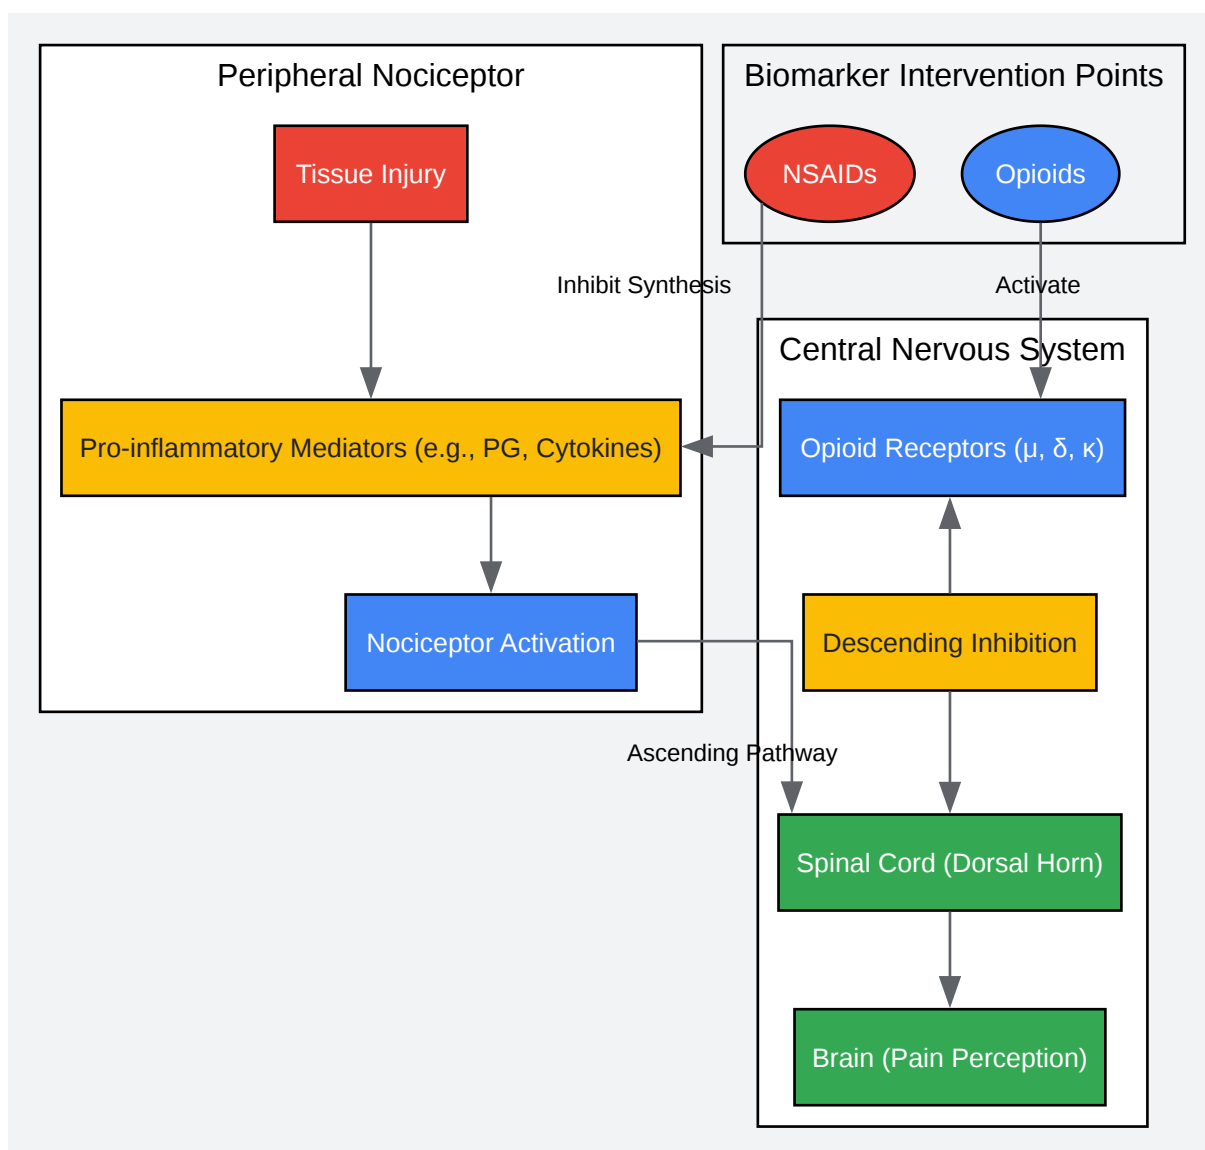 Peripheral Nociceptor
Tissue Injury
Pro-inflammatory Mediators (e.g., PG, Cytokines)
Nociceptor Activation
Biomarker Intervention Points
NSAIDs
Opioids
Inhibit Synthesis
Activate
Central Nervous System
Opioid Receptors (μ, δ, κ)
Descending Inhibition
Ascending Pathway
Spinal Cord (Dorsal Horn)
Brain (Pain Perception)